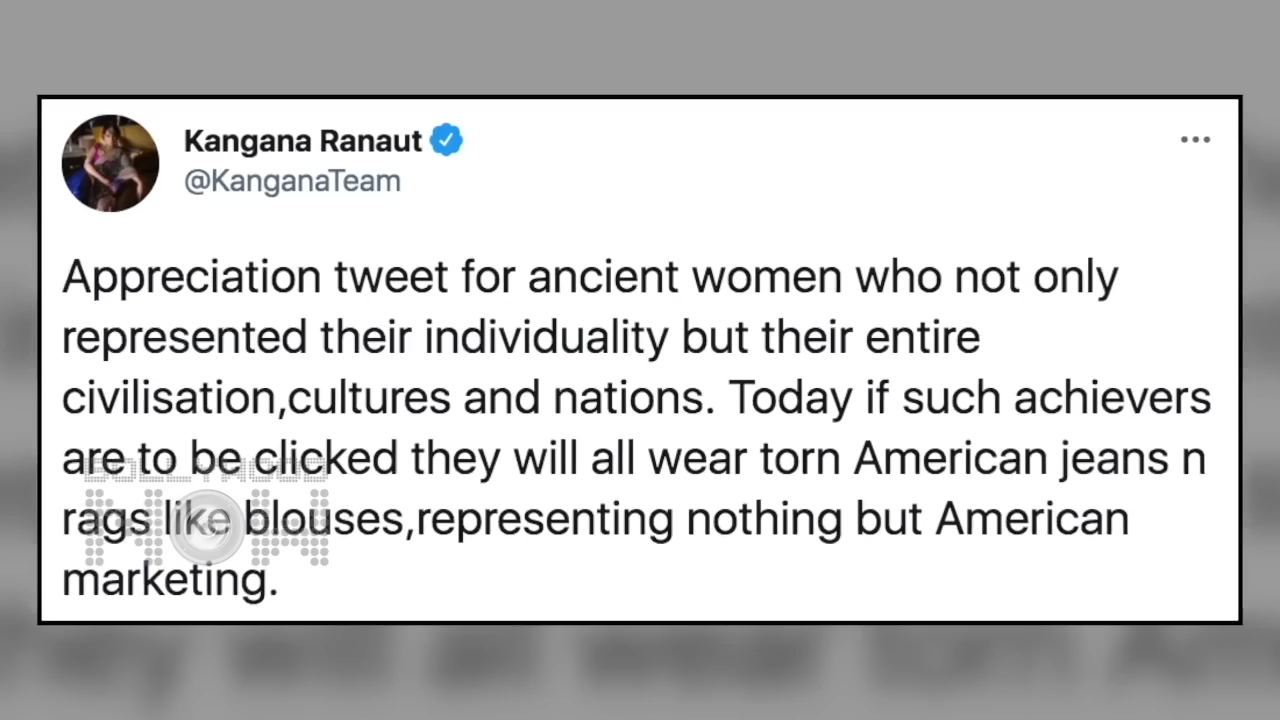 Kangana Ranaut
@KanganaTeam
Appreciation tweet for ancient women who not only
represented their individuality but their entire
civilisation,cultures and nations. Today if such achievers
are to be clicked they will all wear torn American jeans n
rags like blouses,representing nothing but American
marketing.
BOLLYWOOD
NOW